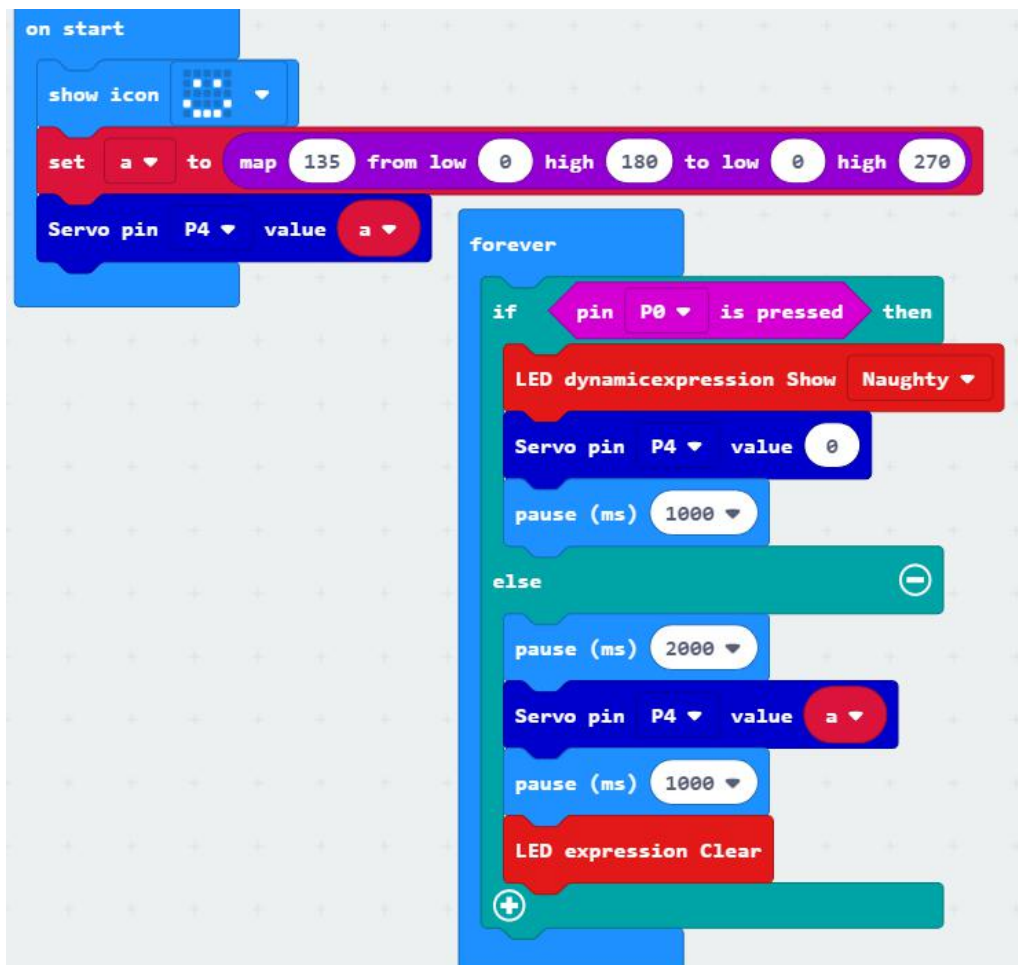 on start
show icon
set a to map 135 from low 0 high 180 to low 0 high 270
Servo pin P4 value a
forever
if pin P0 is pressed then
LED dynamicexpression Show Naughty
Servo pin P4 value 0
pause (ms) 1000
else
pause (ms) 2000
Servo pin P4 value a
pause (ms) 1000
LED expression Clear